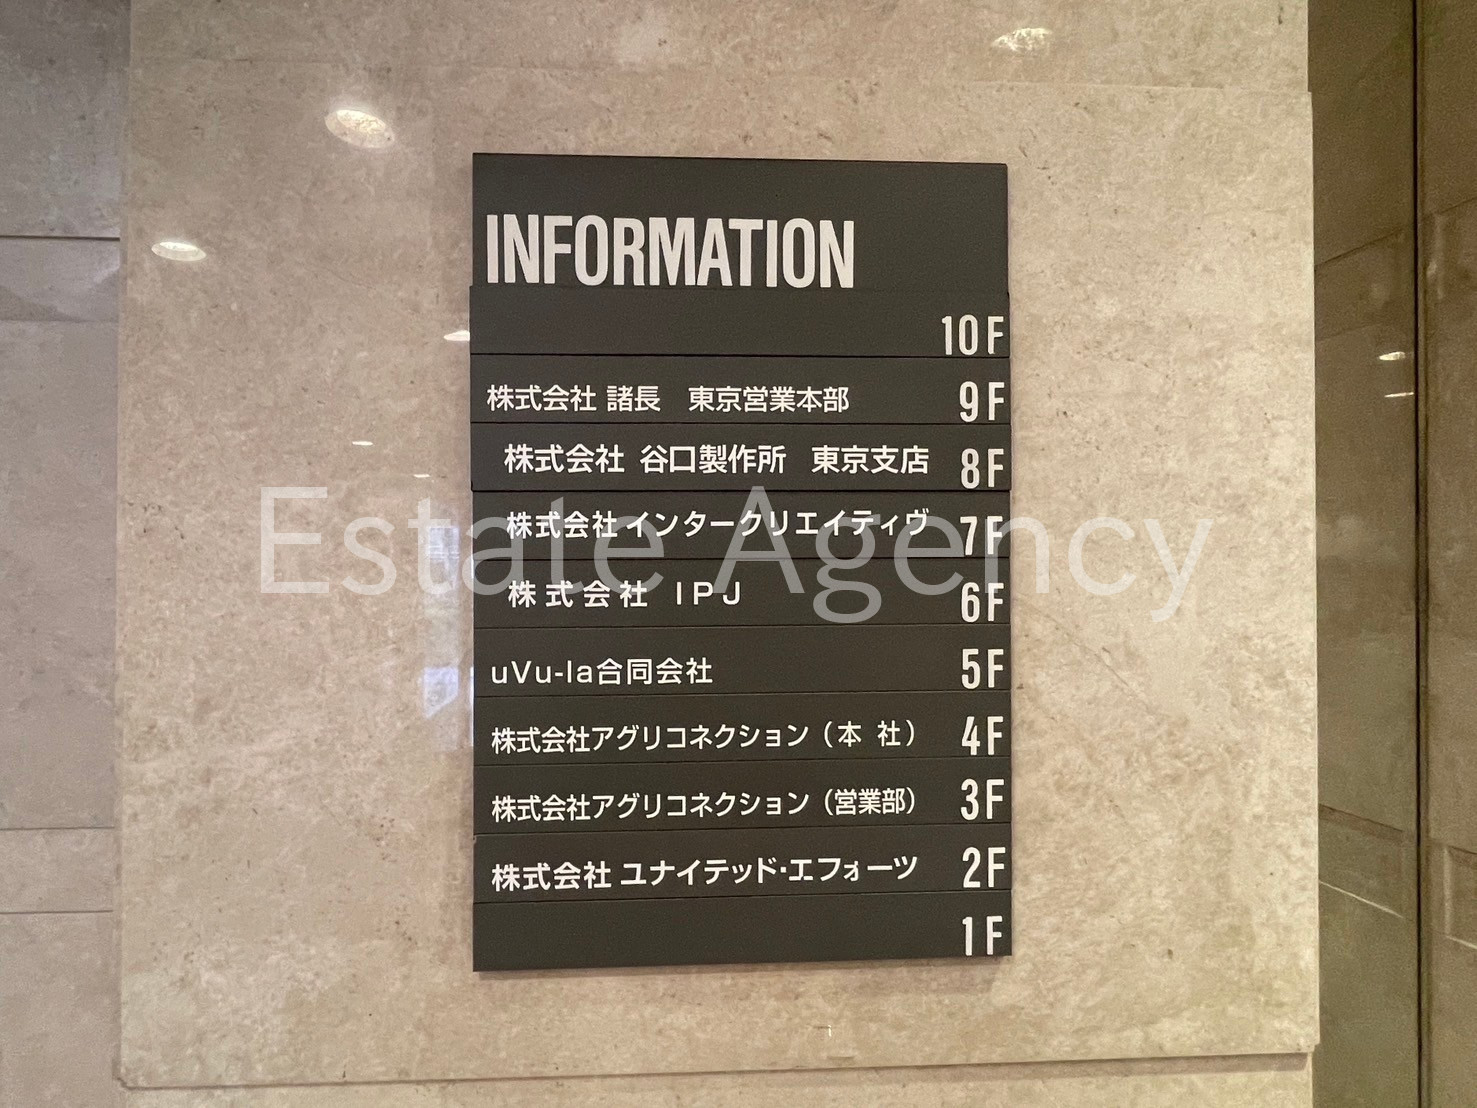 INFORMATION
10F
株式会社 諸長　東京営業本部 9F
株式会社 谷口製作所　東京支店 8F
株式会社インタークリエイティヴ 7F
株式会社 IPJ 6F
uVu-la合同会社 5F
株式会社アグリコネクション（本 社） 4F
株式会社アグリコネクション（営業部） 3F
株式会社 ユナイテッド・エフォーツ 2F
1F
Estate Agency